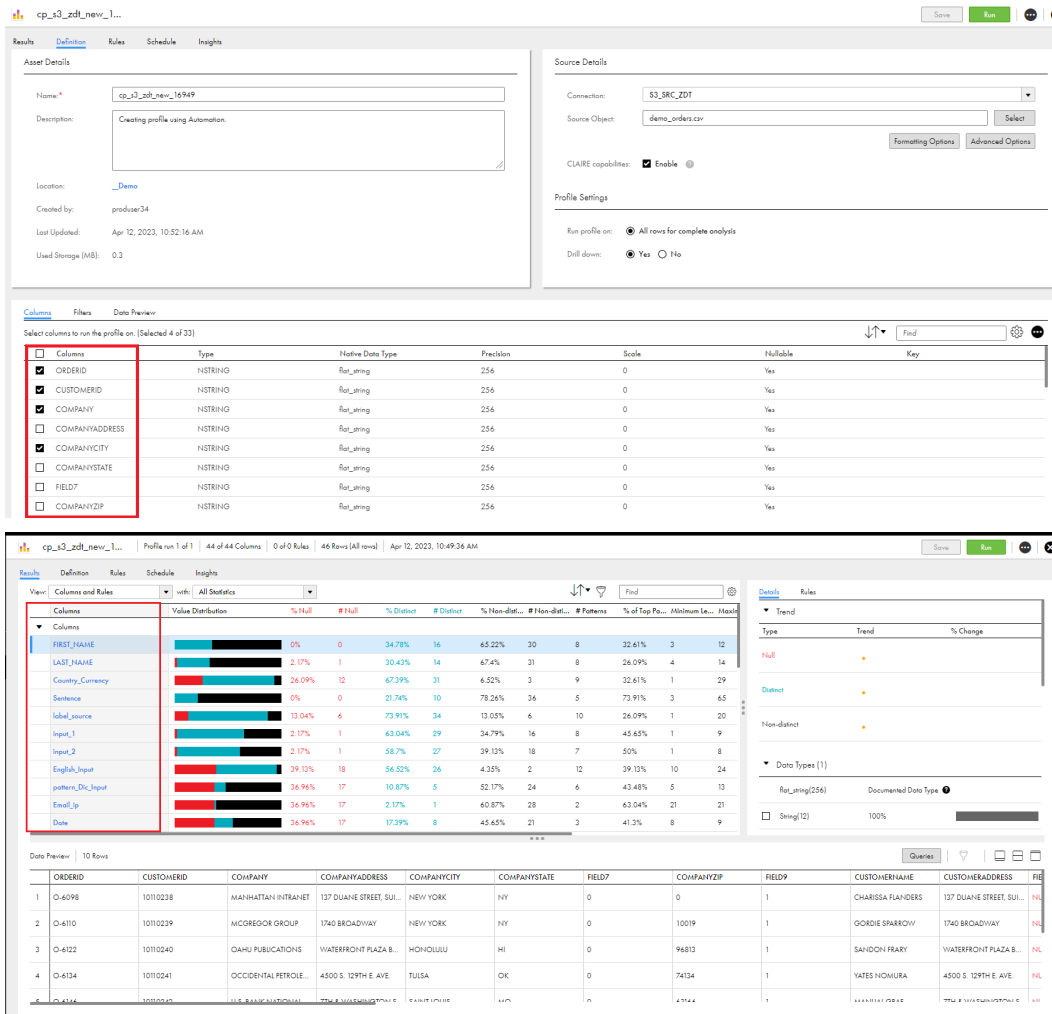 cp_s3_zdt_new_1...
Save Run
Results Definition Rules Schedule Insights
Asset Details
Name:* cp_s3_zdt_new_16949
Description: Creating profile using Automation.
Location: __Demo
Created by: produser34
Last Updated: Apr 12, 2023, 10:52:16 AM
Used Storage (MB): 0.3
Source Details
Connection: S3_SRC_ZDT
Source Object: demo_orders.csv Select
Formatting Options Advanced Options
CLAIRE capabilities: Enable
Profile Settings
Run profile on: All rows for complete analysis
Drill down: Yes No
Columns Filters Data Preview
Select columns to run the profile on. (Selected 4 of 33) Find
Columns Type Native Data Type Precision Scale Nullable Key
ORDERID NSTRING flat_string 256 0 Yes
CUSTOMERID NSTRING flat_string 256 0 Yes
COMPANY NSTRING flat_string 256 0 Yes
COMPANYADDRESS NSTRING flat_string 256 0 Yes
COMPANYCITY NSTRING flat_string 256 0 Yes
COMPANYSTATE NSTRING flat_string 256 0 Yes
FIELD7 NSTRING flat_string 256 0 Yes
COMPANYZIP NSTRING flat_string 256 0 Yes
cp_s3_zdt_new_1... Profile run 1 of 1 44 of 44 Columns 0 of 0 Rules 46 Rows (All rows) Apr 12, 2023, 10:49:36 AM Save Run
Results Definition Rules Schedule Insights
View: Columns and Rules with: All Statistics Find
Columns Value Distribution % Null # Null % Distinct # Distinct % Non-disti... # Non-disti... # Patterns % of Top Pa... Minimum Le... Maxim
Columns
FIRST_NAME 0% 0 34.78% 16 65.22% 30 8 32.61% 3 12
LAST_NAME 2.17% 1 30.43% 14 67.4% 31 8 26.09% 4 14
Country_Currency 26.09% 12 67.39% 31 6.52% 3 9 32.61% 1 29
Sentence 0% 0 21.74% 10 78.26% 36 5 73.91% 3 65
label_source 13.04% 6 73.91% 34 13.05% 6 10 26.09% 1 20
Input_1 2.17% 1 63.04% 29 34.79% 16 8 45.65% 1 9
input_2 2.17% 1 58.7% 27 39.13% 18 7 50% 1 8
English_Input 39.13% 18 56.52% 26 4.35% 2 12 39.13% 10 24
pattern_Dlc_Input 36.96% 17 10.87% 5 52.17% 24 6 43.48% 5 13
Email_Ip 36.96% 17 2.17% 1 60.87% 28 2 63.04% 21 21
Date 36.96% 17 17.39% 8 45.65% 21 3 41.3% 8 9
Details Rules
Trend
Type Trend % Change
Null
Distinct
Non-distinct
Data Types (1)
flat_string(256) Documented Data Type
String(12) 100%
Data Preview 10 Rows Queries
ORDERID CUSTOMERID COMPANY COMPANYADDRESS COMPANYCITY COMPANYSTATE FIELD7 COMPANYZIP FIELD9 CUSTOMERNAME CUSTOMERADDRESS FIE
1 O-6098 10110238 MANHATTAN INTRANET 137 DUANE STREET, SUI... NEW YORK NY 0 0 1 CHARISSA FLANDERS 137 DUANE STREET, SUI... NU
2 O-6110 10110239 MCGREGOR GROUP 1740 BROADWAY NEW YORK NY 0 10019 1 GORDIE SPARROW 1740 BROADWAY NU
3 O-6122 10110240 OAHU PUBLICATIONS WATERFRONT PLAZA B... HONOLULU HI 0 96813 1 SANDON FRARY WATERFRONT PLAZA B... NU
4 O-6134 10110241 OCCIDENTAL PETROLE... 4500 S. 129TH E. AVE. TULSA OK 0 74134 1 YATES NOMURA 4500 S. 129TH E. AVE. NU